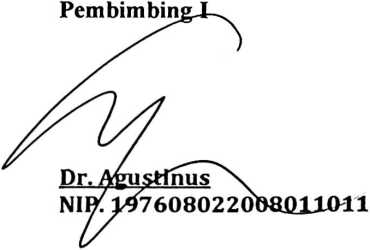 Pembimbing I
Dr. Agustinus
NIP. 197608022008011011